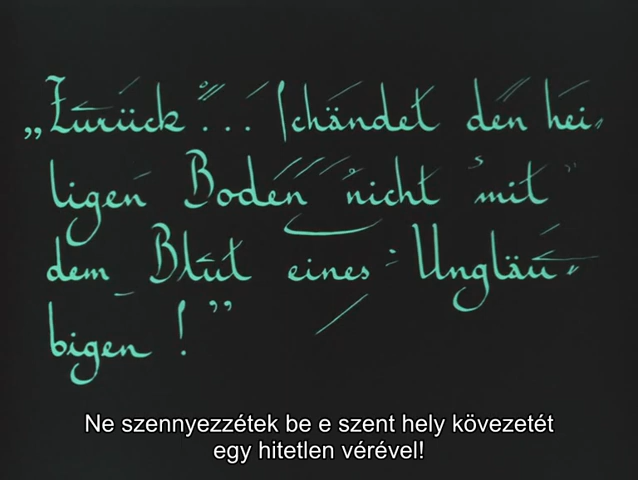 „Zurück... schändet den hei-
ligen Boden nicht mit
dem Blut eines Ungläu-
bigen!”
Ne szennyezzétek be e szent hely kövezetét
egy hitetlen vérével!